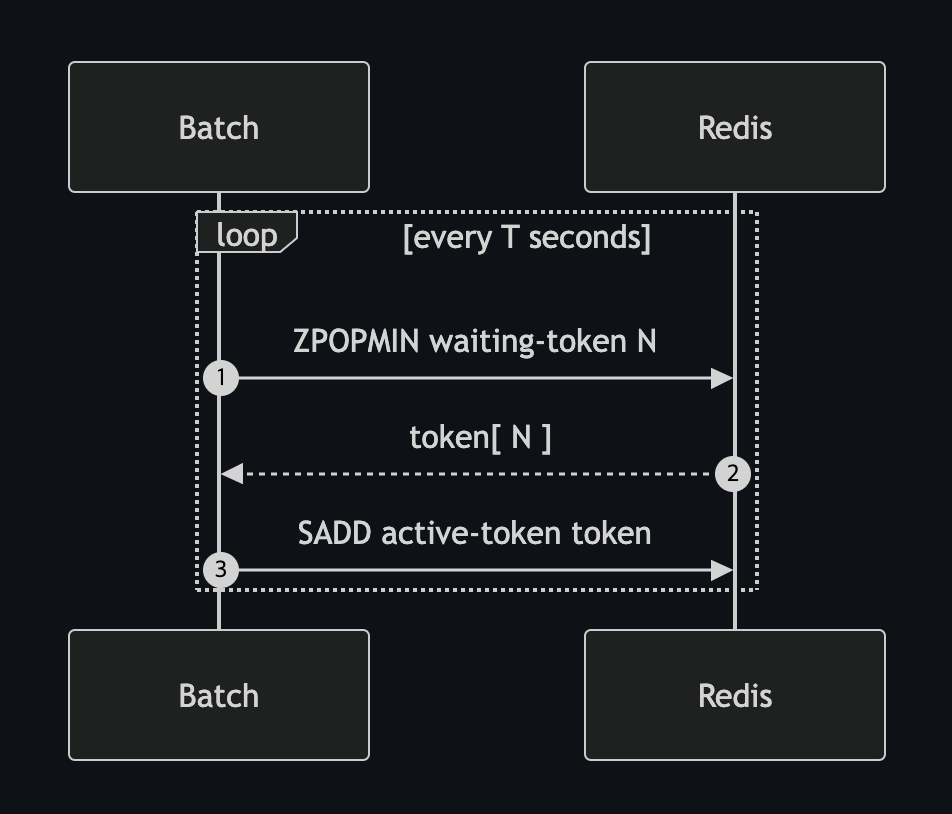 Batch
Redis
loop
[every T seconds]
ZPOPMIN waiting-token N
1
token[ N ]
2
SADD active-token token
3
Batch
Redis